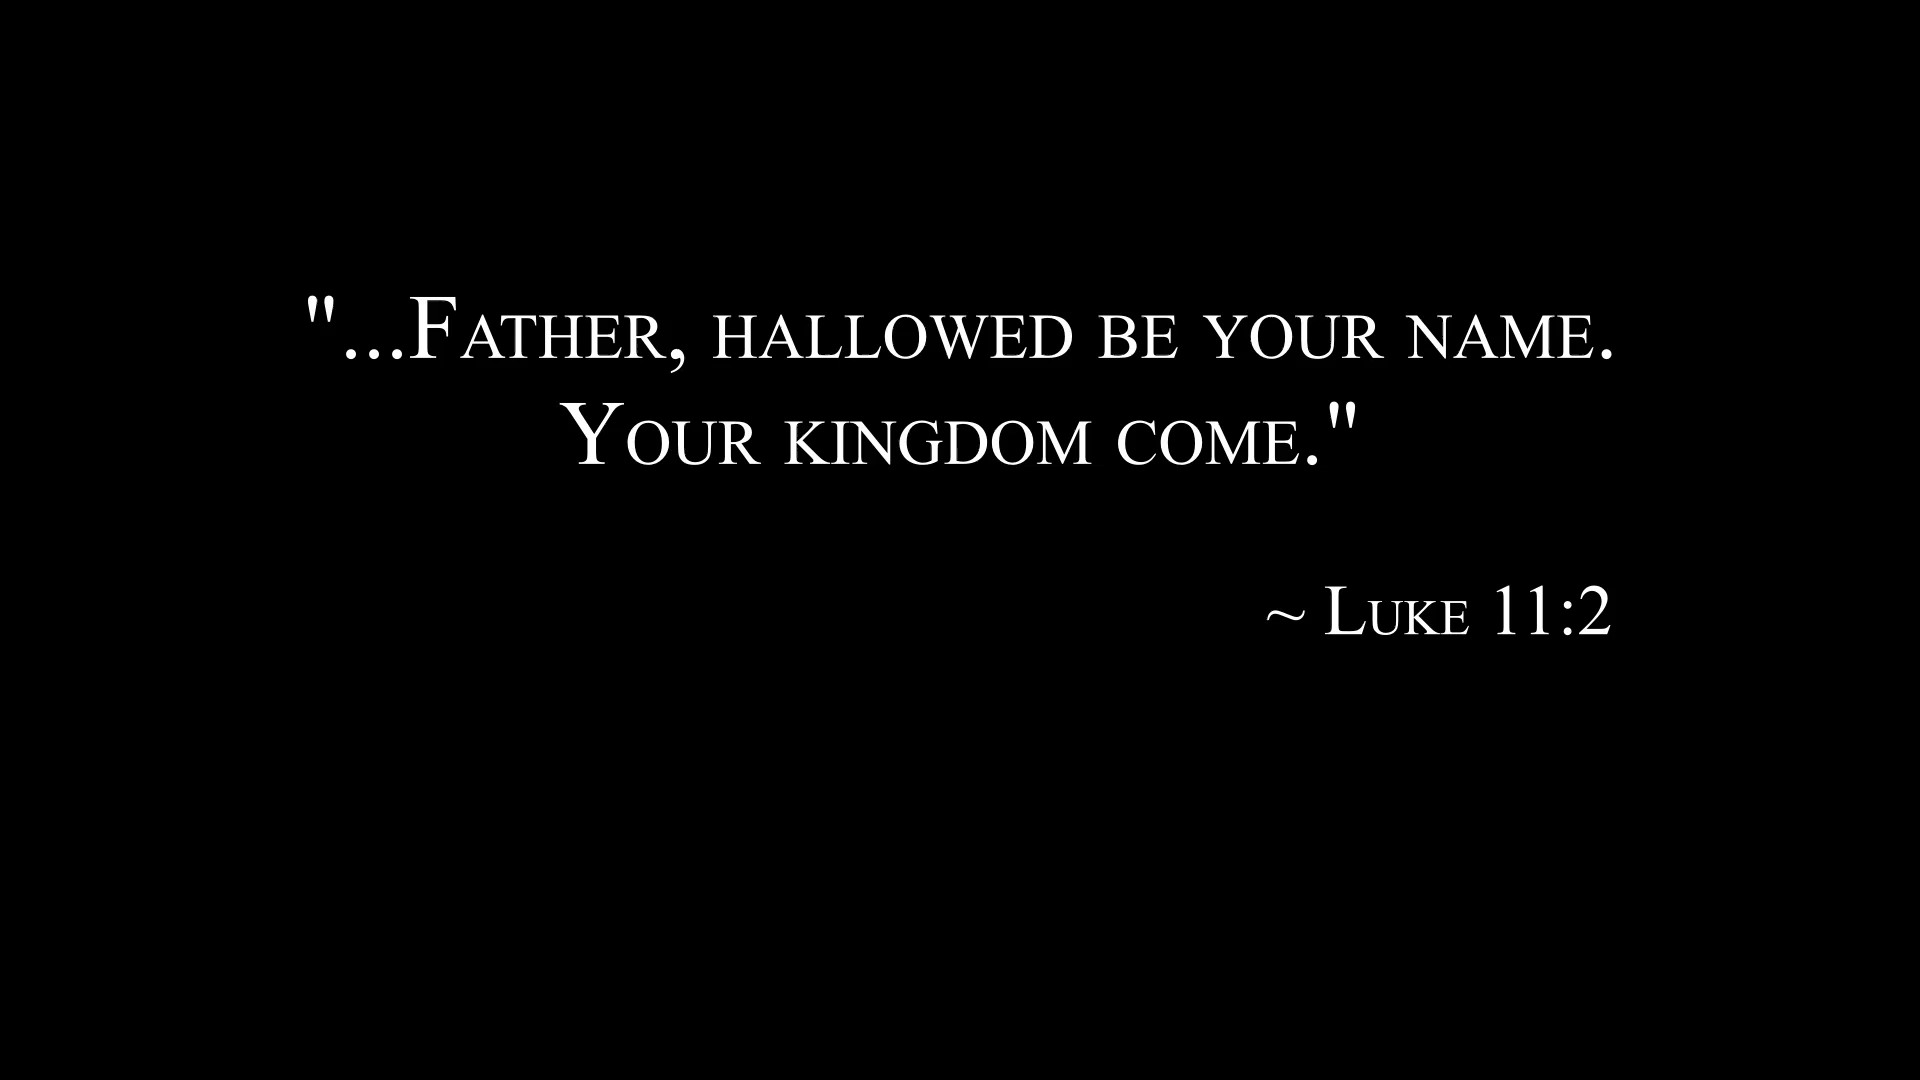 "...Father, hallowed be your name.
Your kingdom come."
~ Luke 11:2